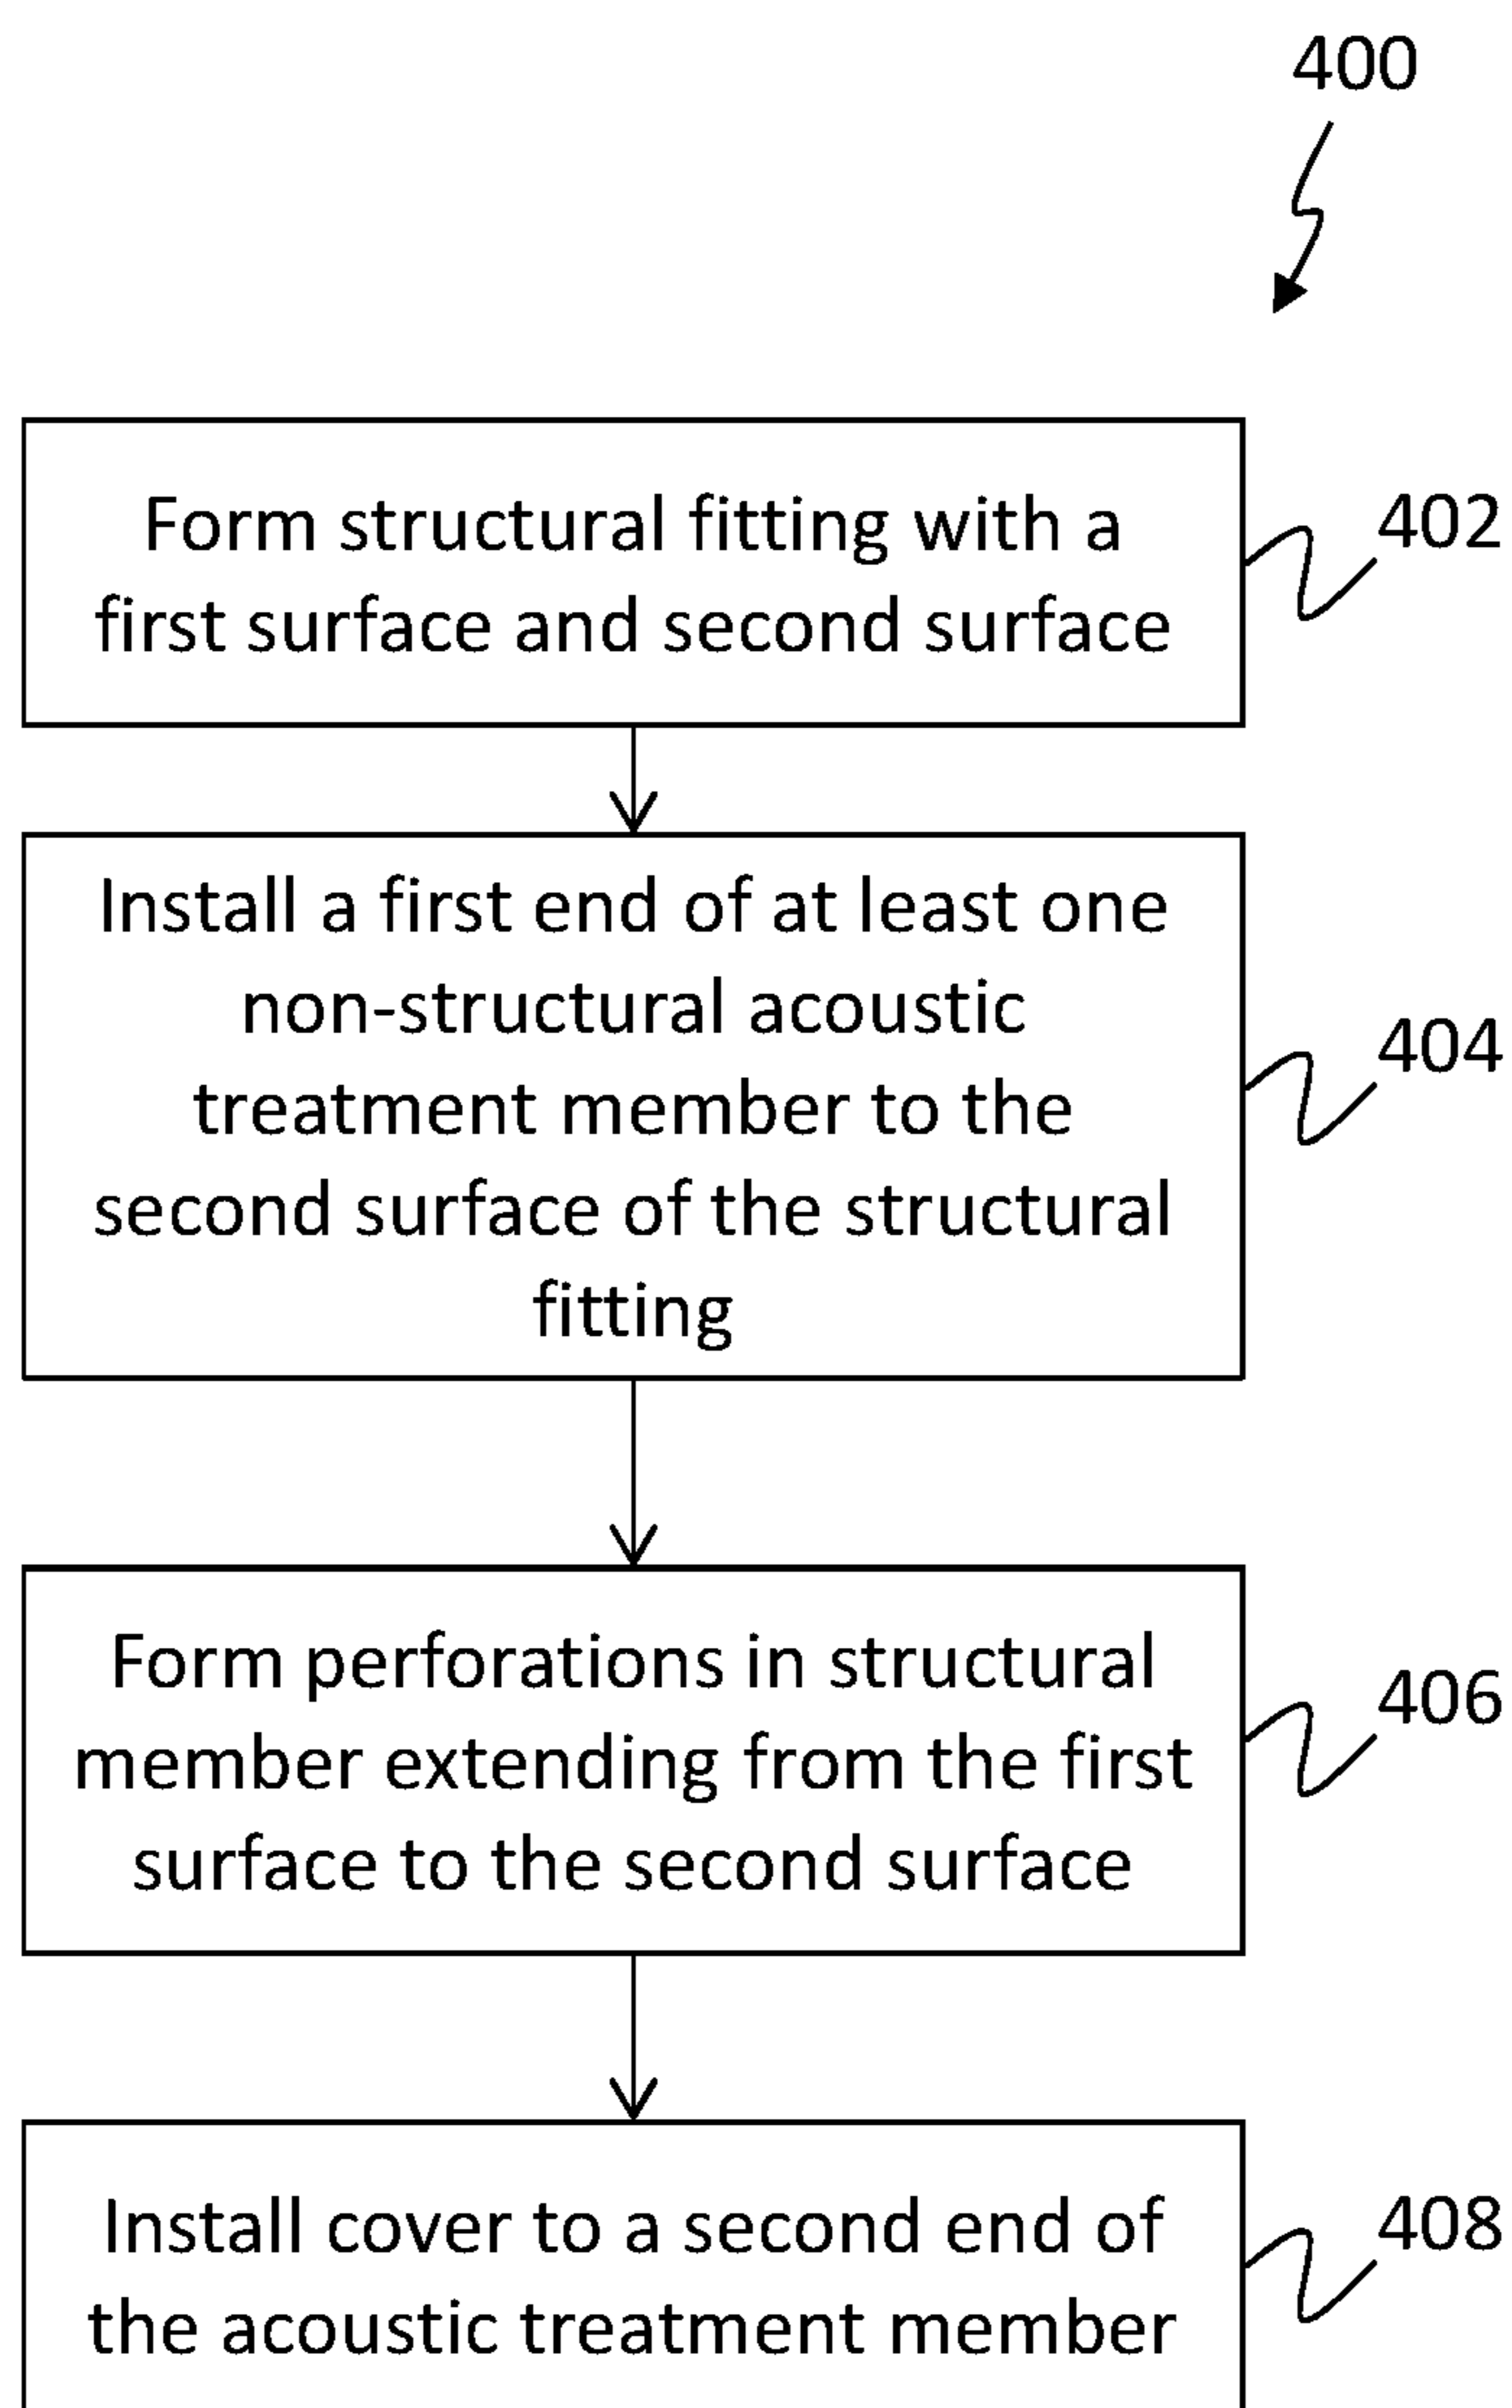 400
Form structural fitting with a
first surface and second surface
402
Install a first end of at least one
non-structural acoustic
treatment member to the
second surface of the structural
fitting
404
Form perforations in structural
member extending from the first
surface to the second surface
406
Install cover to a second end of
the acoustic treatment member
408